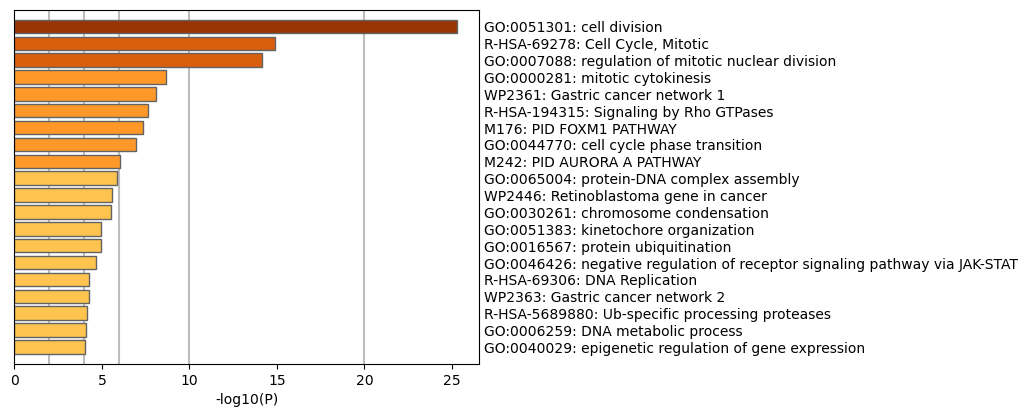 GO:0051301: cell division
R-HSA-69278: Cell Cycle, Mitotic
GO:0007088: regulation of mitotic nuclear division
GO:0000281: mitotic cytokinesis
WP2361: Gastric cancer network 1
R-HSA-194315: Signaling by Rho GTPases
M176: PID FOXM1 PATHWAY
GO:0044770: cell cycle phase transition
M242: PID AURORA A PATHWAY
GO:0065004: protein-DNA complex assembly
WP2446: Retinoblastoma gene in cancer
GO:0030261: chromosome condensation
GO:0051383: kinetochore organization
GO:0016567: protein ubiquitination
GO:0046426: negative regulation of receptor signaling pathway via JAK-STAT
R-HSA-69306: DNA Replication
WP2363: Gastric cancer network 2
R-HSA-5689880: Ub-specific processing proteases
GO:0006259: DNA metabolic process
GO:0040029: epigenetic regulation of gene expression
0 5 10 15 20 25
-log10(P)